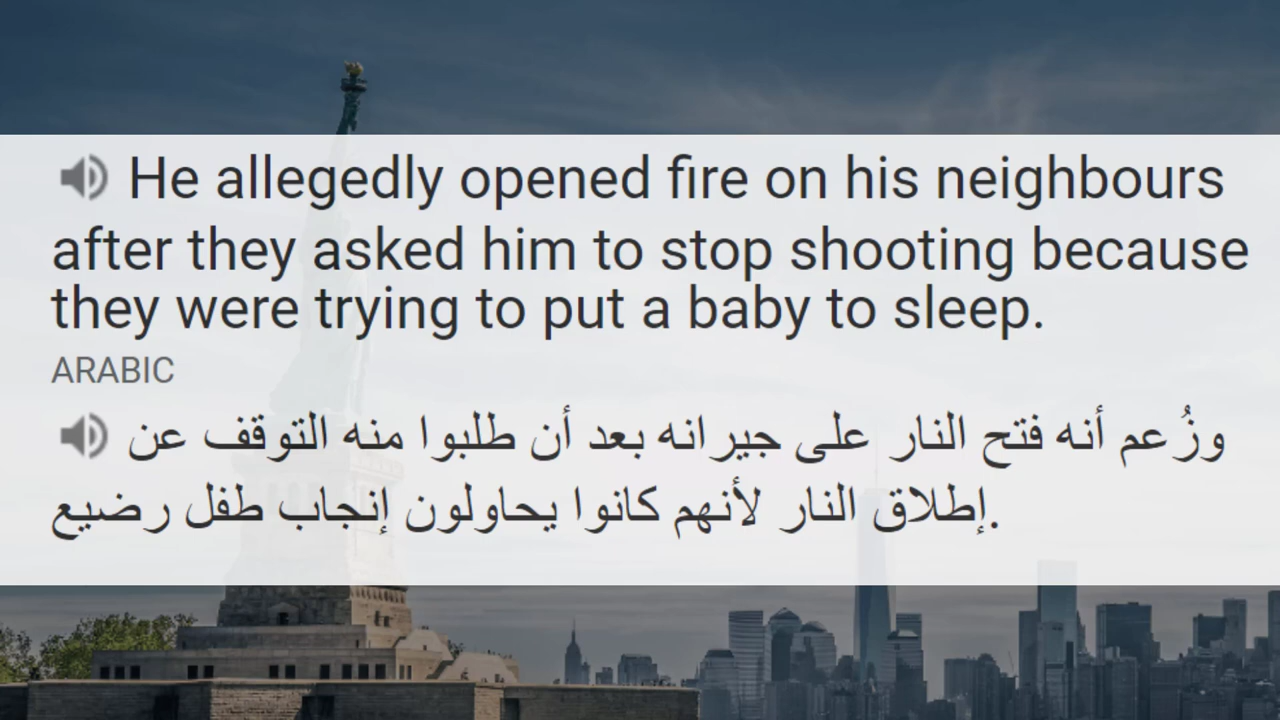 He allegedly opened fire on his neighbours
after they asked him to stop shooting because
they were trying to put a baby to sleep.
ARABIC
وزُعم أنه فتح النار على جيرانه بعد أن طلبوا منه التوقف عن
إطلاق النار لأنهم كانوا يحاولون إنجاب طفل رضيع.